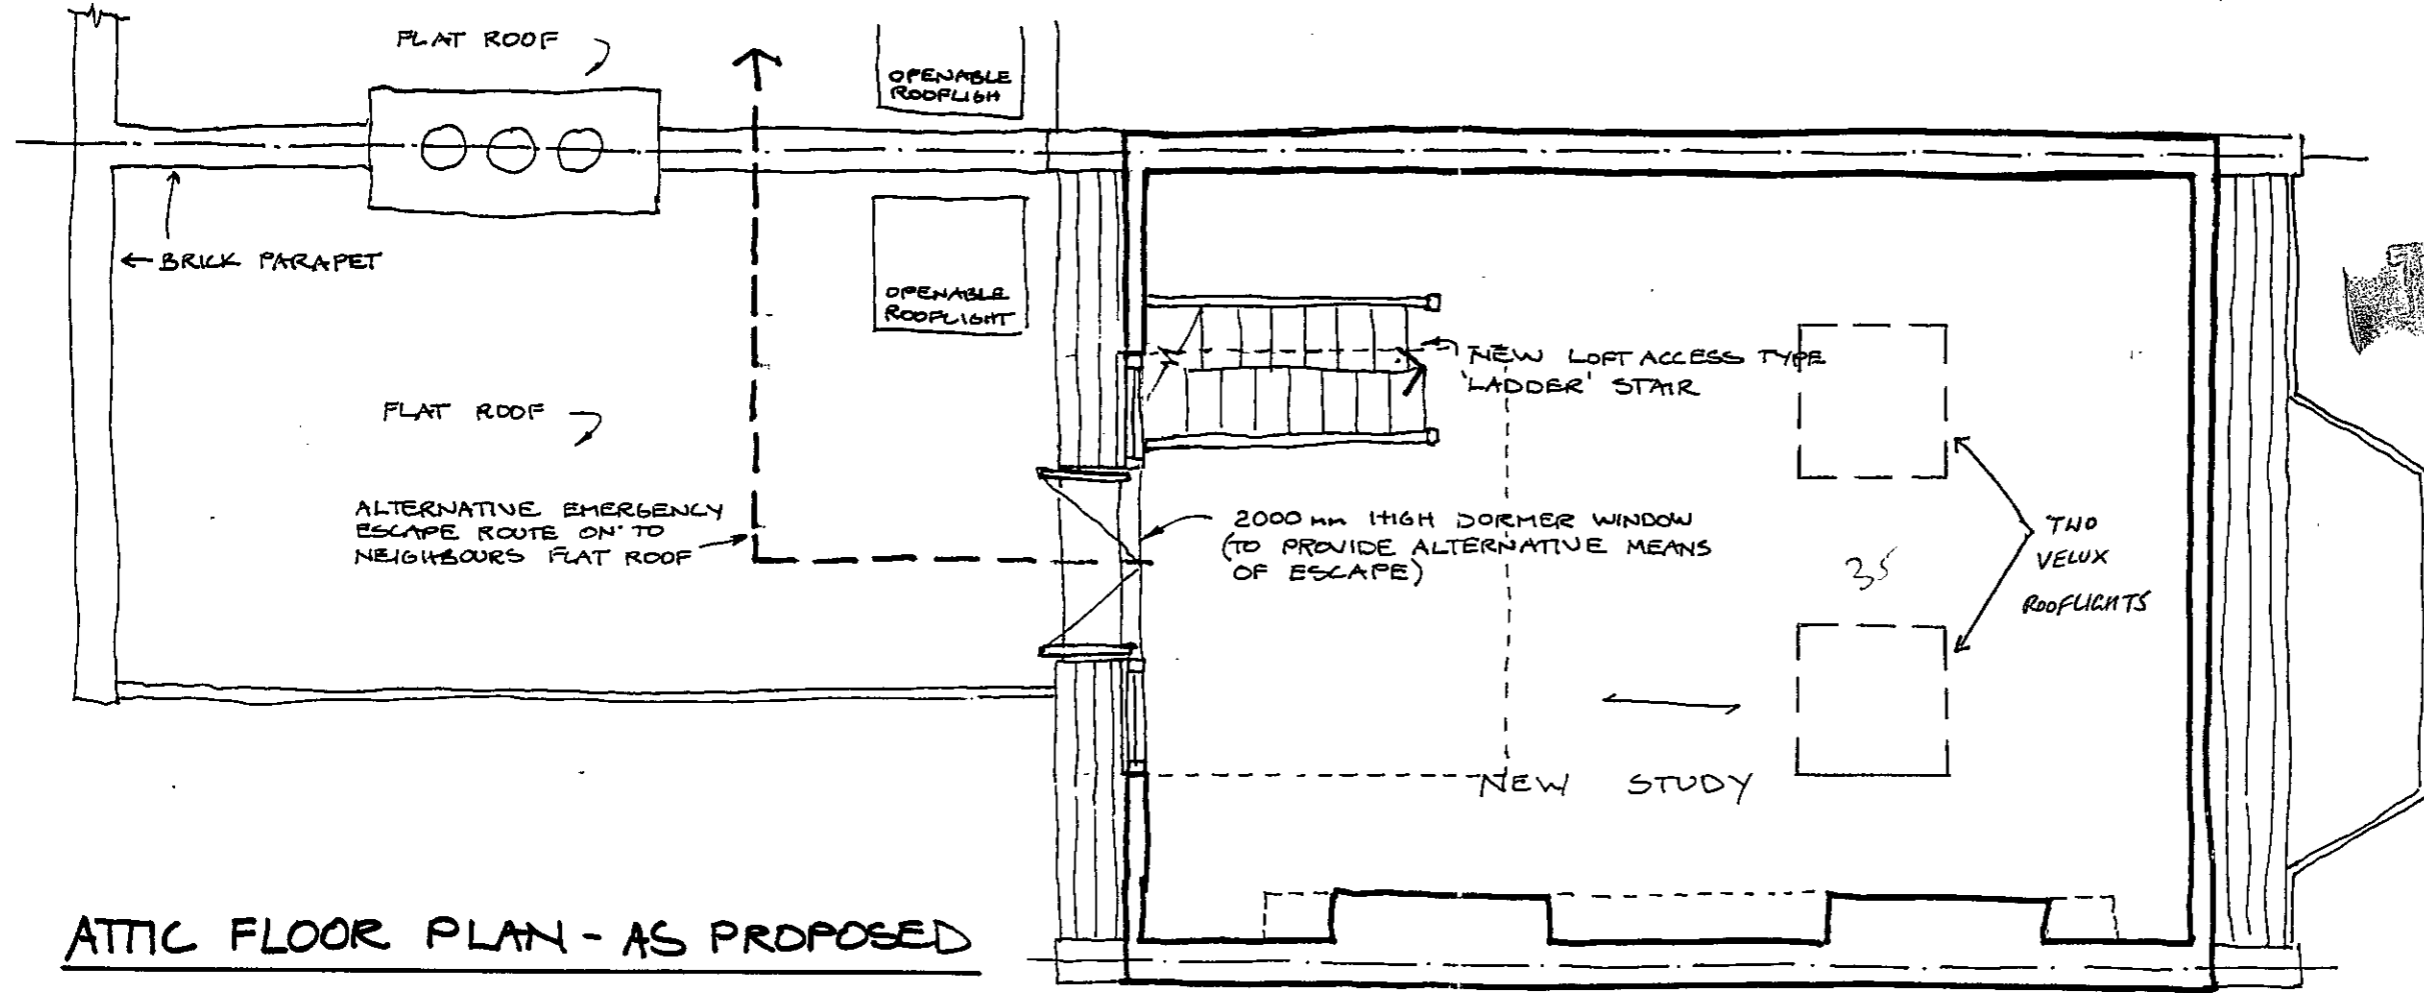 FLAT ROOF
OPENABLE
ROOFLIGH
BRICK PARAPET
OPENABLE
ROOFLIGHT
NEW LOFT ACCESS TYPE
'LADDER' STAIR
FLAT ROOF
ALTERNATIVE EMERGENCY
ESCAPE ROUTE ON TO
NEIGHBOURS FLAT ROOF
2000 mm HIGH DORMER WINDOW
(TO PROVIDE ALTERNATIVE MEANS
OF ESCAPE)
35
TWO
VELUX
ROOFLIGHTS
NEW STUDY
ATTIC FLOOR PLAN - AS PROPOSED